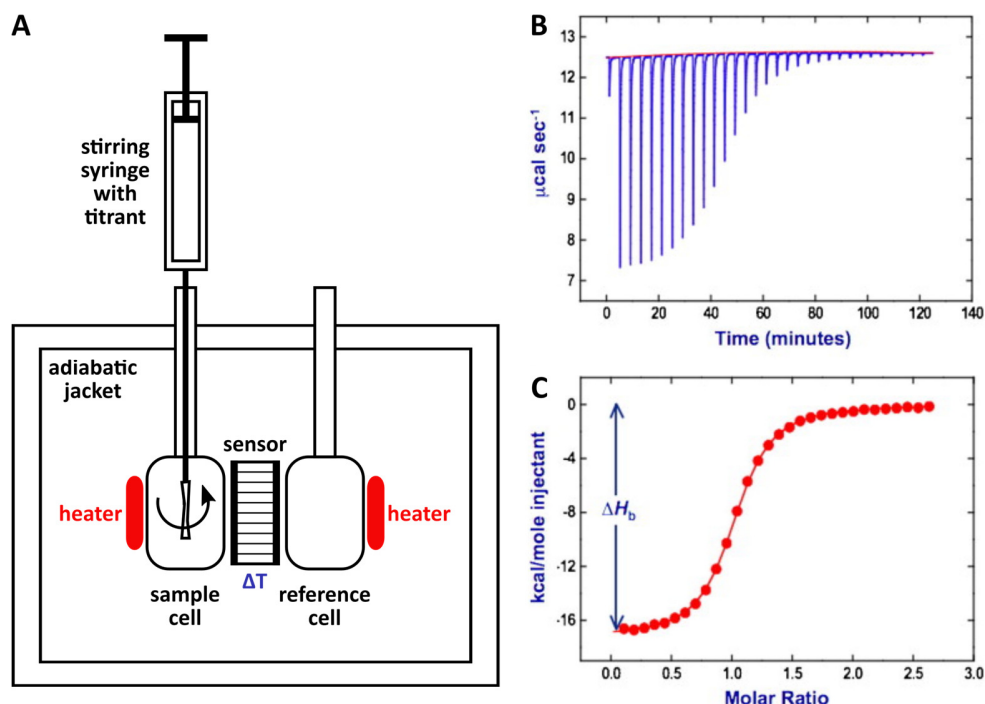 A
stirring
syringe
with
titrant
adiabatic
jacket
sensor
heater
heater
ΔT
sample
cell
reference
cell
B
13
12
11
10
9
8
7
μcal sec⁻¹
0 20 40 60 80 100 120 140
Time (minutes)
C
0
-4
-8
-12
-16
kcal/mole injectant
ΔH_b
0.0 0.5 1.0 1.5 2.0 2.5 3.0
Molar Ratio